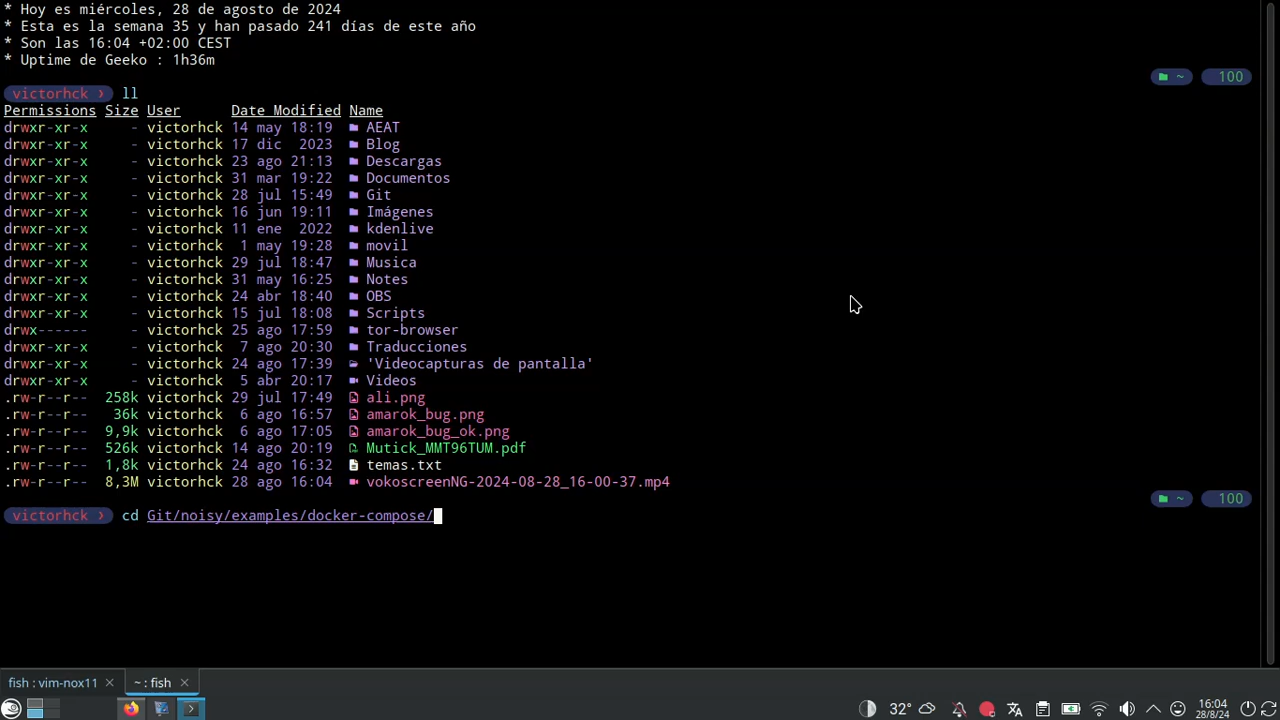 * Hoy es miércoles, 28 de agosto de 2024
* Esta es la semana 35 y han pasado 241 días de este año
* Son las 16:04 +02:00 CEST
* Uptime de Geeko : 1h36m
~ 100
victorhck ❯ ll
Permissions Size User Date Modified Name
drwxr-xr-x - victorhck 14 may 18:19 AEAT
drwxr-xr-x - victorhck 17 dic 2023 Blog
drwxr-xr-x - victorhck 23 ago 21:13 Descargas
drwxr-xr-x - victorhck 31 mar 19:22 Documentos
drwxr-xr-x - victorhck 28 jul 15:49 Git
drwxr-xr-x - victorhck 16 jun 19:11 Imágenes
drwxr-xr-x - victorhck 11 ene 2022 kdenlive
drwxr-xr-x - victorhck 1 may 19:28 movil
drwxr-xr-x - victorhck 29 jul 18:47 Musica
drwxr-xr-x - victorhck 31 may 16:25 Notes
drwxr-xr-x - victorhck 24 abr 18:40 OBS
drwxr-xr-x - victorhck 15 jul 18:08 Scripts
drwx------ - victorhck 25 ago 17:59 tor-browser
drwxr-xr-x - victorhck 7 ago 20:30 Traducciones
drwxr-xr-x - victorhck 24 ago 17:39 'Videocapturas de pantalla'
drwxr-xr-x - victorhck 5 abr 20:17 Videos
.rw-r--r-- 258k victorhck 29 jul 17:49 ali.png
.rw-r--r-- 36k victorhck 6 ago 16:57 amarok_bug.png
.rw-r--r-- 9,9k victorhck 6 ago 17:05 amarok_bug_ok.png
.rw-r--r-- 526k victorhck 14 ago 20:19 Mutick_MMT96TUM.pdf
.rw-r--r-- 1,8k victorhck 24 ago 16:32 temas.txt
.rw-r--r-- 8,3M victorhck 28 ago 16:04 vokoscreenNG-2024-08-28_16-00-37.mp4
~ 100
victorhck ❯ cd Git/noisy/examples/docker-compose/
fish : vim-nox11 ~ : fish
32° 16:04
28/8/24